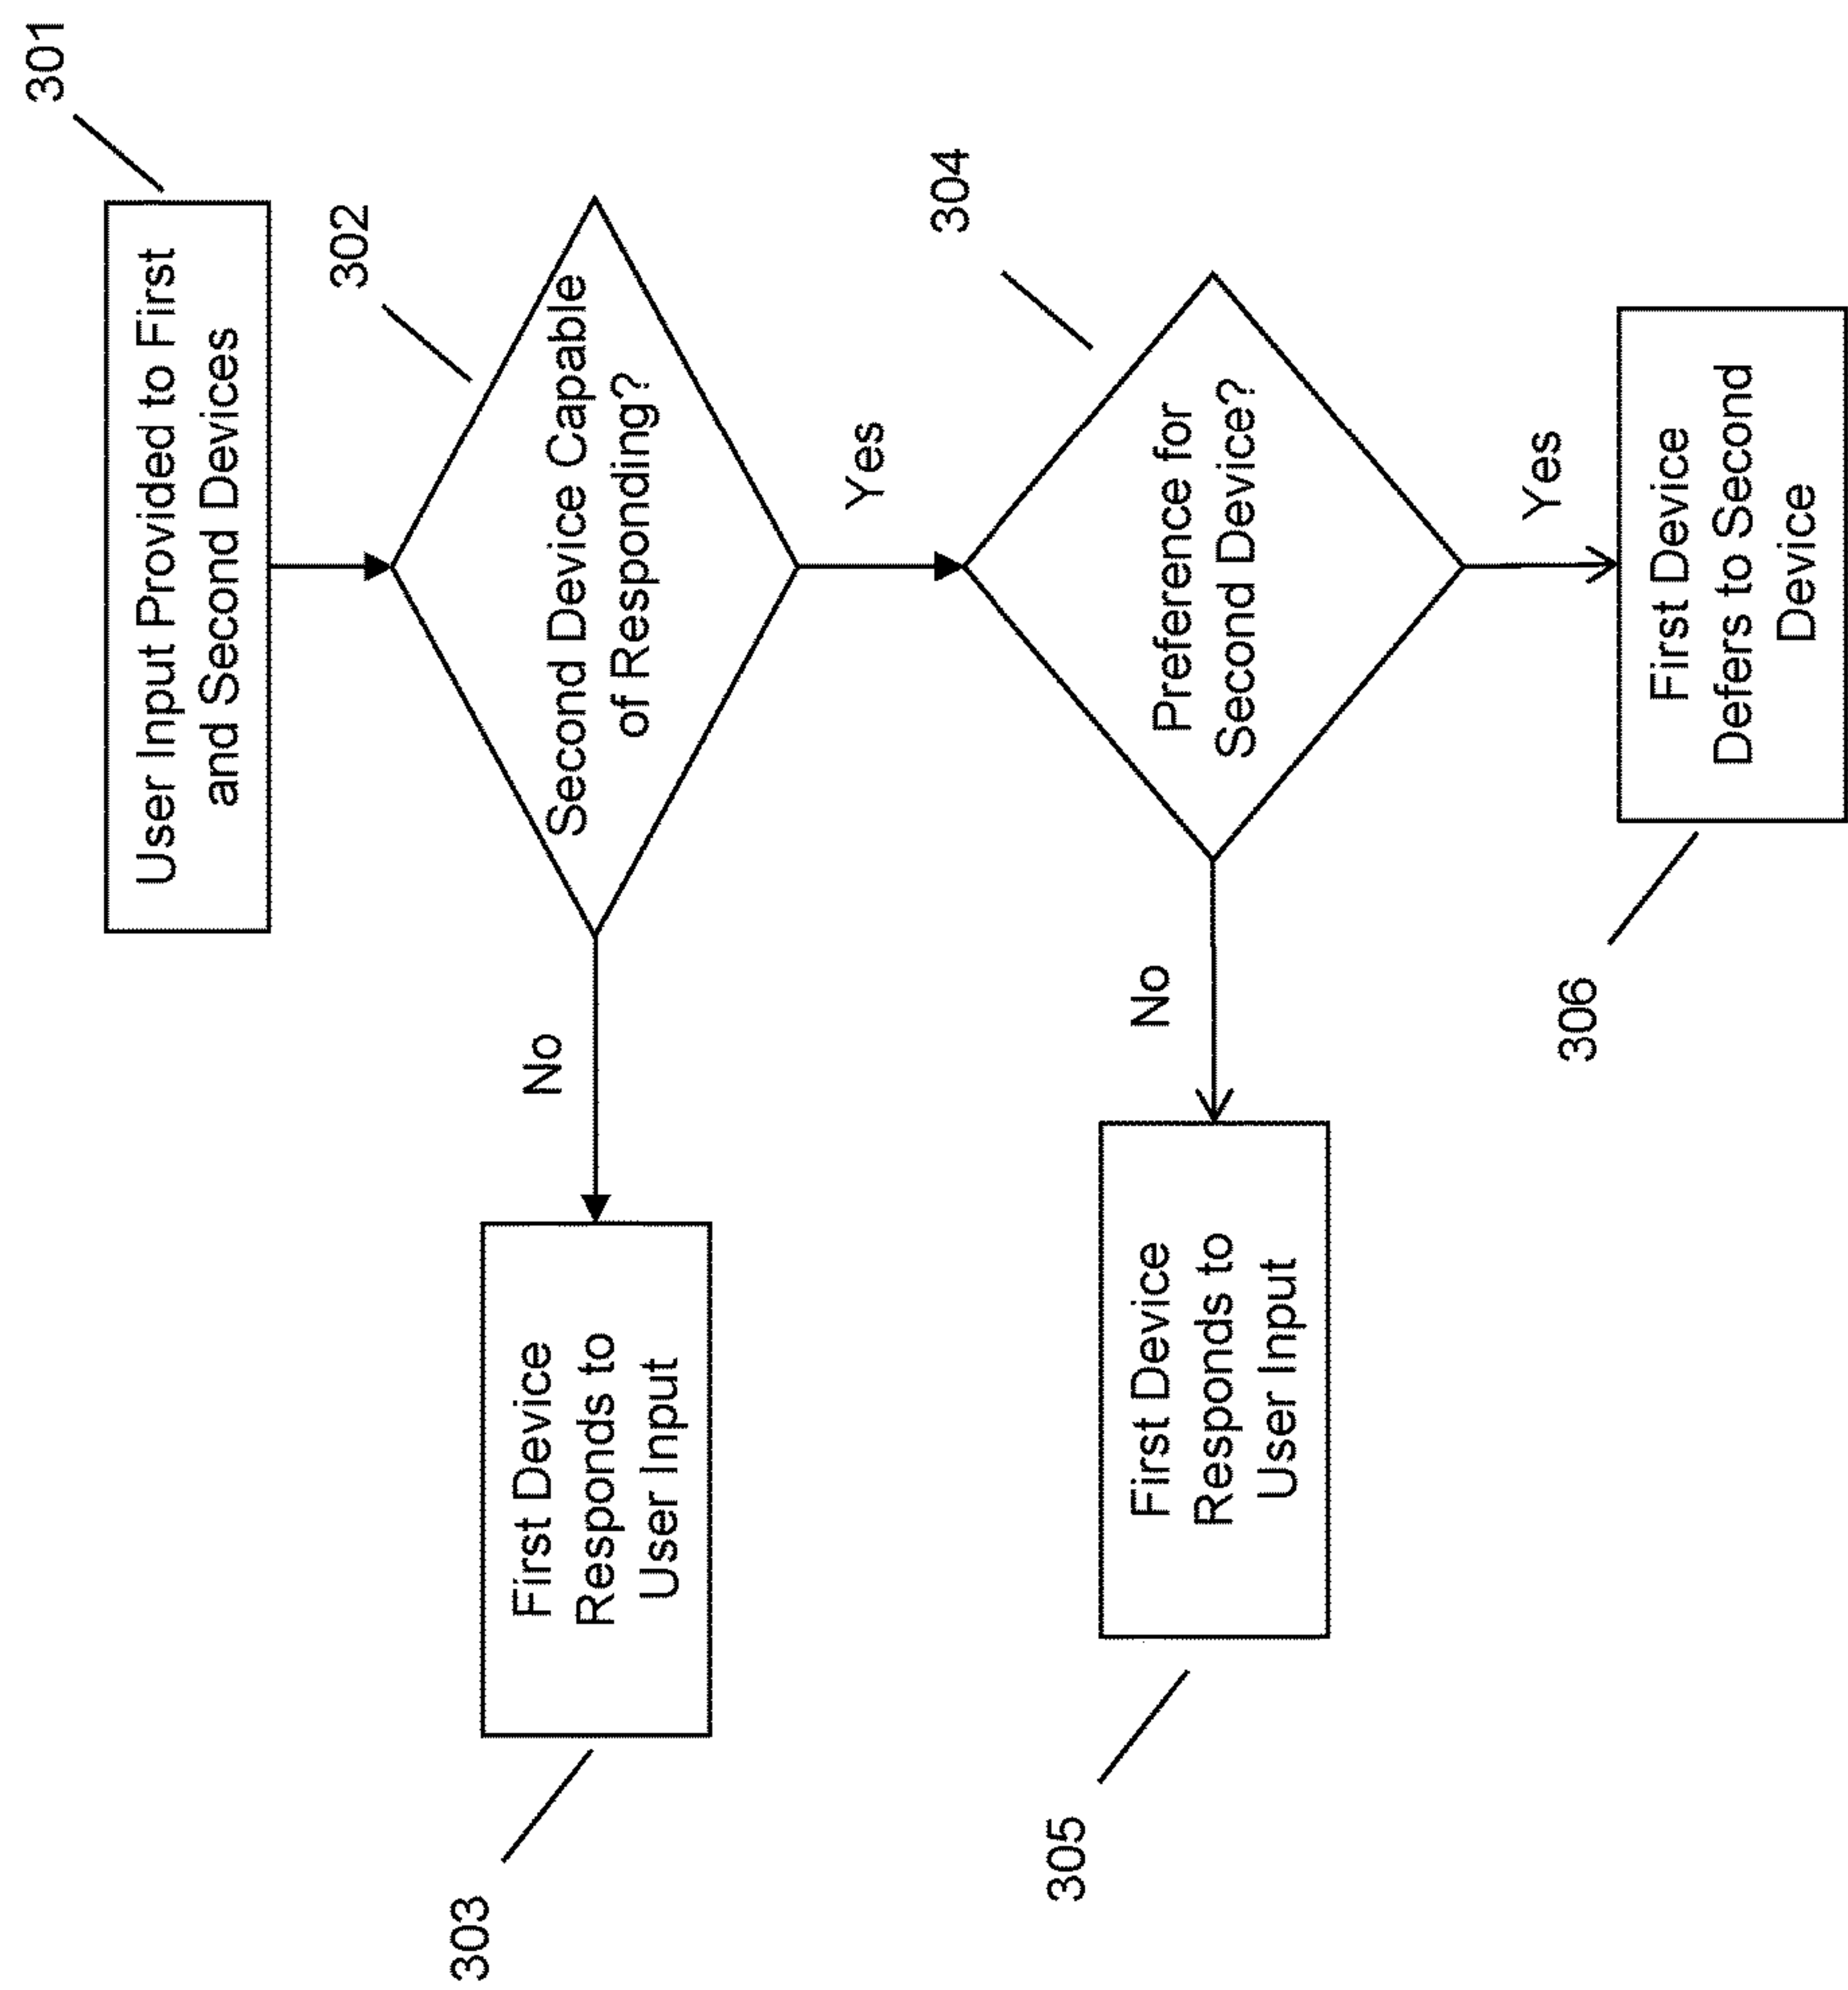 301
User Input Provided to First
and Second Devices
302
Second Device Capable
of Responding?
No
Yes
303
First Device
Responds to
User Input
304
Preference for
Second Device?
No
Yes
305
First Device
Responds to
User Input
306
First Device
Defers to Second
Device